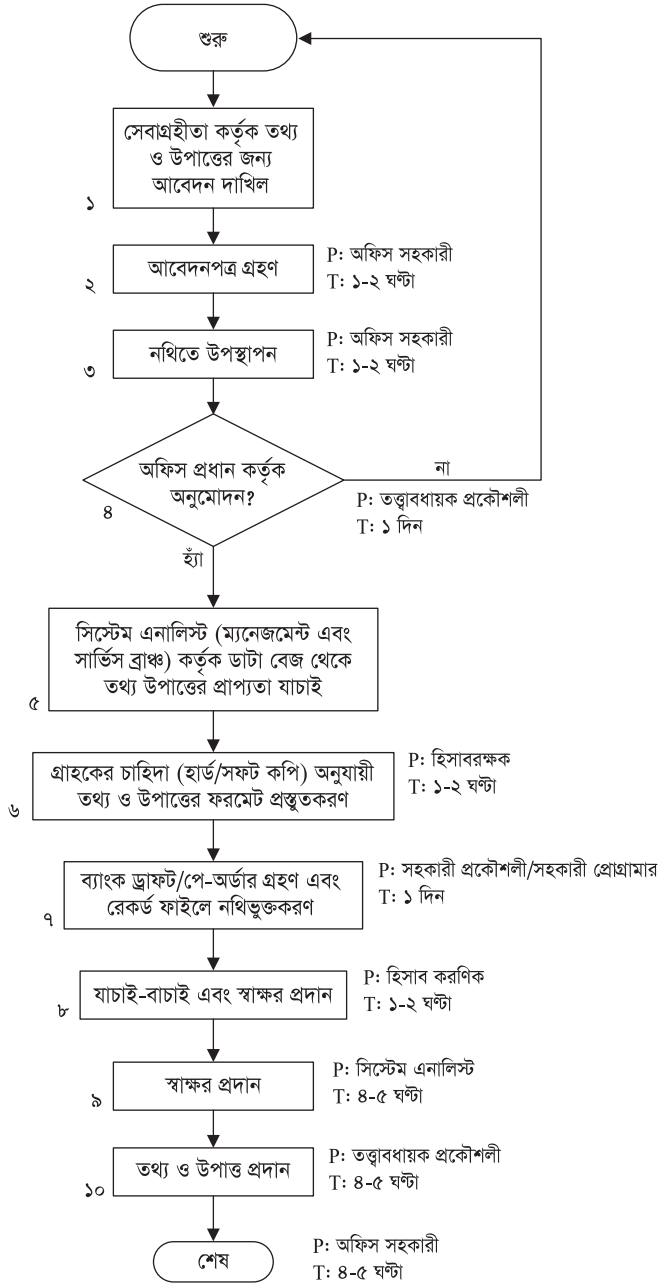 শুরু
সেবাগ্রহীতা কর্তৃক তথ্য
ও উপাত্তের জন্য
আবেদন দাখিল
১
আবেদনপত্র গ্রহণ
২
P: অফিস সহকারী
T: ১-২ ঘণ্টা
নথিতে উপস্থাপন
৩
P: অফিস সহকারী
T: ১-২ ঘণ্টা
অফিস প্রধান কর্তৃক
অনুমোদন?
৪
না
P: তত্ত্বাবধায়ক প্রকৌশলী
T: ১ দিন
হ্যাঁ
সিস্টেম এনালিস্ট (ম্যনেজমেন্ট এবং
সার্ভিস ব্রাঞ্চ) কর্তৃক ডাটা বেজ থেকে
তথ্য উপাত্তের প্রাপ্যতা যাচাই
৫
গ্রাহকের চাহিদা (হার্ড/সফট কপি) অনুযায়ী
তথ্য ও উপাত্তের ফরমেট প্রস্তুতকরণ
৬
P: হিসাবরক্ষক
T: ১-২ ঘণ্টা
ব্যাংক ড্রাফট/পে-অর্ডার গ্রহণ এবং
রেকর্ড ফাইলে নথিভুক্তকরণ
৭
P: সহকারী প্রকৌশলী/সহকারী প্রোগ্রামার
T: ১ দিন
যাচাই-বাচাই এবং স্বাক্ষর প্রদান
৮
P: হিসাব করণিক
T: ১-২ ঘণ্টা
স্বাক্ষর প্রদান
৯
P: সিস্টেম এনালিস্ট
T: ৪-৫ ঘণ্টা
তথ্য ও উপাত্ত প্রদান
১০
P: তত্ত্বাবধায়ক প্রকৌশলী
T: ৪-৫ ঘণ্টা
শেষ
P: অফিস সহকারী
T: ৪-৫ ঘণ্টা